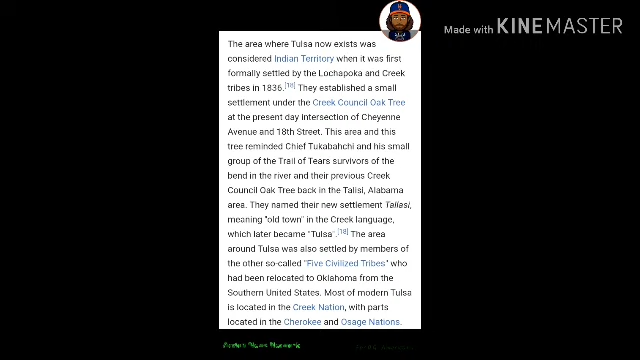 Made with KINEMASTER
The area where Tulsa now exists was
considered Indian Territory when it was first
formally settled by the Lochapoka and Creek
tribes in 1836.[18] They established a small
settlement under the Creek Council Oak Tree
at the present day intersection of Cheyenne
Avenue and 18th Street. This area and this
tree reminded Chief Tukabahchi and his small
group of the Trail of Tears survivors of the
bend in the river and their previous Creek
Council Oak Tree back in the Talisi, Alabama
area. They named their new settlement Tallasi,
meaning "old town" in the Creek language,
which later became "Tulsa".[18] The area
around Tulsa was also settled by members of
the other so-called "Five Civilized Tribes" who
had been relocated to Oklahoma from the
Southern United States. Most of modern Tulsa
is located in the Creek Nation, with parts
located in the Cherokee and Osage Nations.